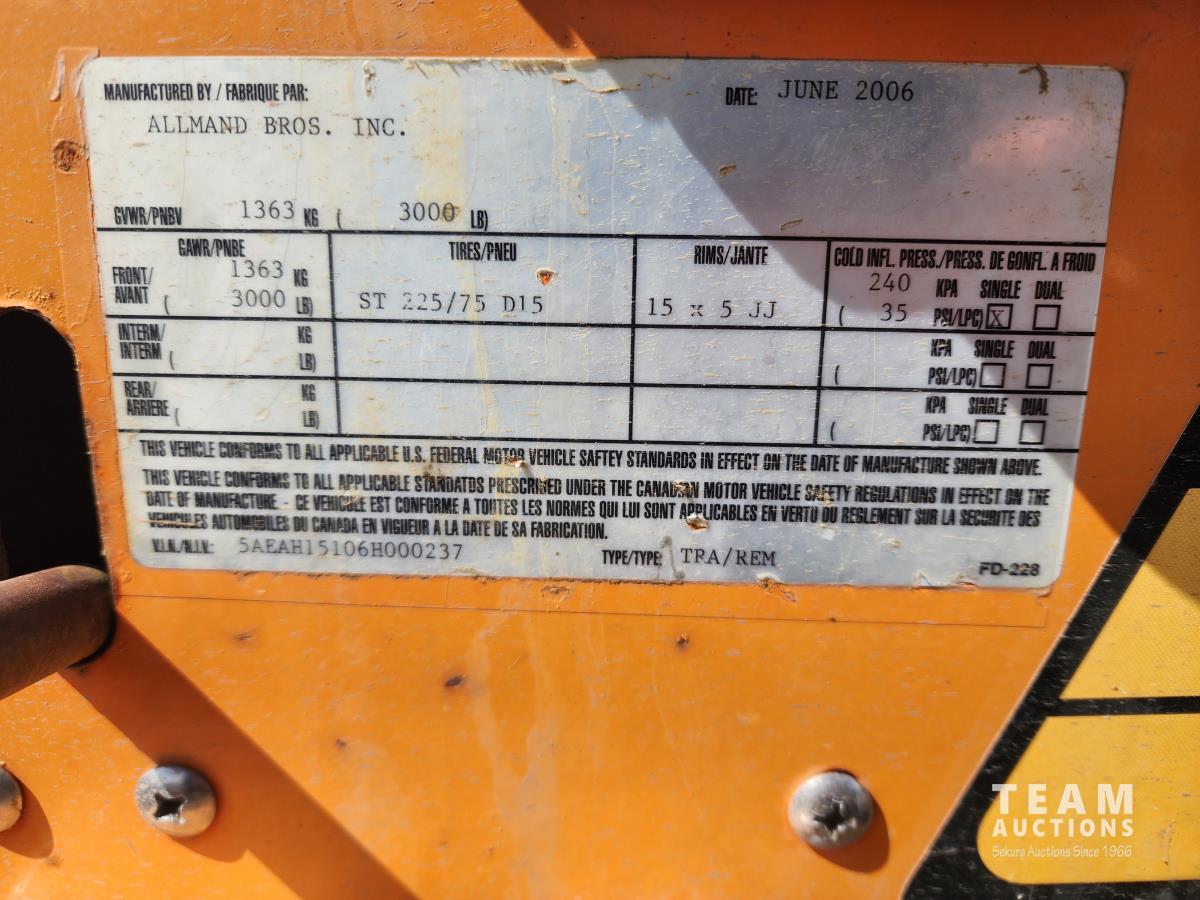 MANUFACTURED BY / FABRIQUE PAR: DATE: JUNE 2006
ALLMAND BROS. INC.
GVWR/PNBV 1363 KG ( 3000 LB)
GAWR/PNBE TIRES/PNEU RIMS/JANTE COLD INFL. PRESS./PRESS. DE GONFL. A FROID
FRONT/ 1363 KG 240 KPA SINGLE DUAL
AVANT ( 3000 LB) ST 225/75 D15 15 x 5 JJ ( 35 PSI/LPC) X
INTERM/ KG KPA SINGLE DUAL
INTERM ( LB) ( PSI/LPC)
REAR/ KG KPA SINGLE DUAL
ARRIERE ( LB) ( PSI/LPC)
THIS VEHICLE CONFORMS TO ALL APPLICABLE U.S. FEDERAL MOTOR VEHICLE SAFTEY STANDARDS IN EFFECT ON THE DATE OF MANUFACTURE SHOWN ABOVE.
THIS VEHICLE CONFORMS TO ALL APPLICABLE STANDATDS PRESCRIBED UNDER THE CANADIAN MOTOR VEHICLE SAFETY REGULATIONS IN EFFECT ON THE
DATE OF MANUFACTURE. - CE VEHICULE EST CONFORME A TOUTES LES NORMES QUI LUI SONT APPLICABLES EN VERTU DU REGLEMENT SUR LA SECURITE DES
VEHICULES AUTOMOBILES DU CANADA EN VIGUEUR A LA DATE DE SA FABRICATION.
V.I.N./N.I.V.: 5AEAH15106H000237 TYPE/TYPE: TRA/REM FD-228
TEAM
AUCTIONS
Sekura Auctions Since 1966